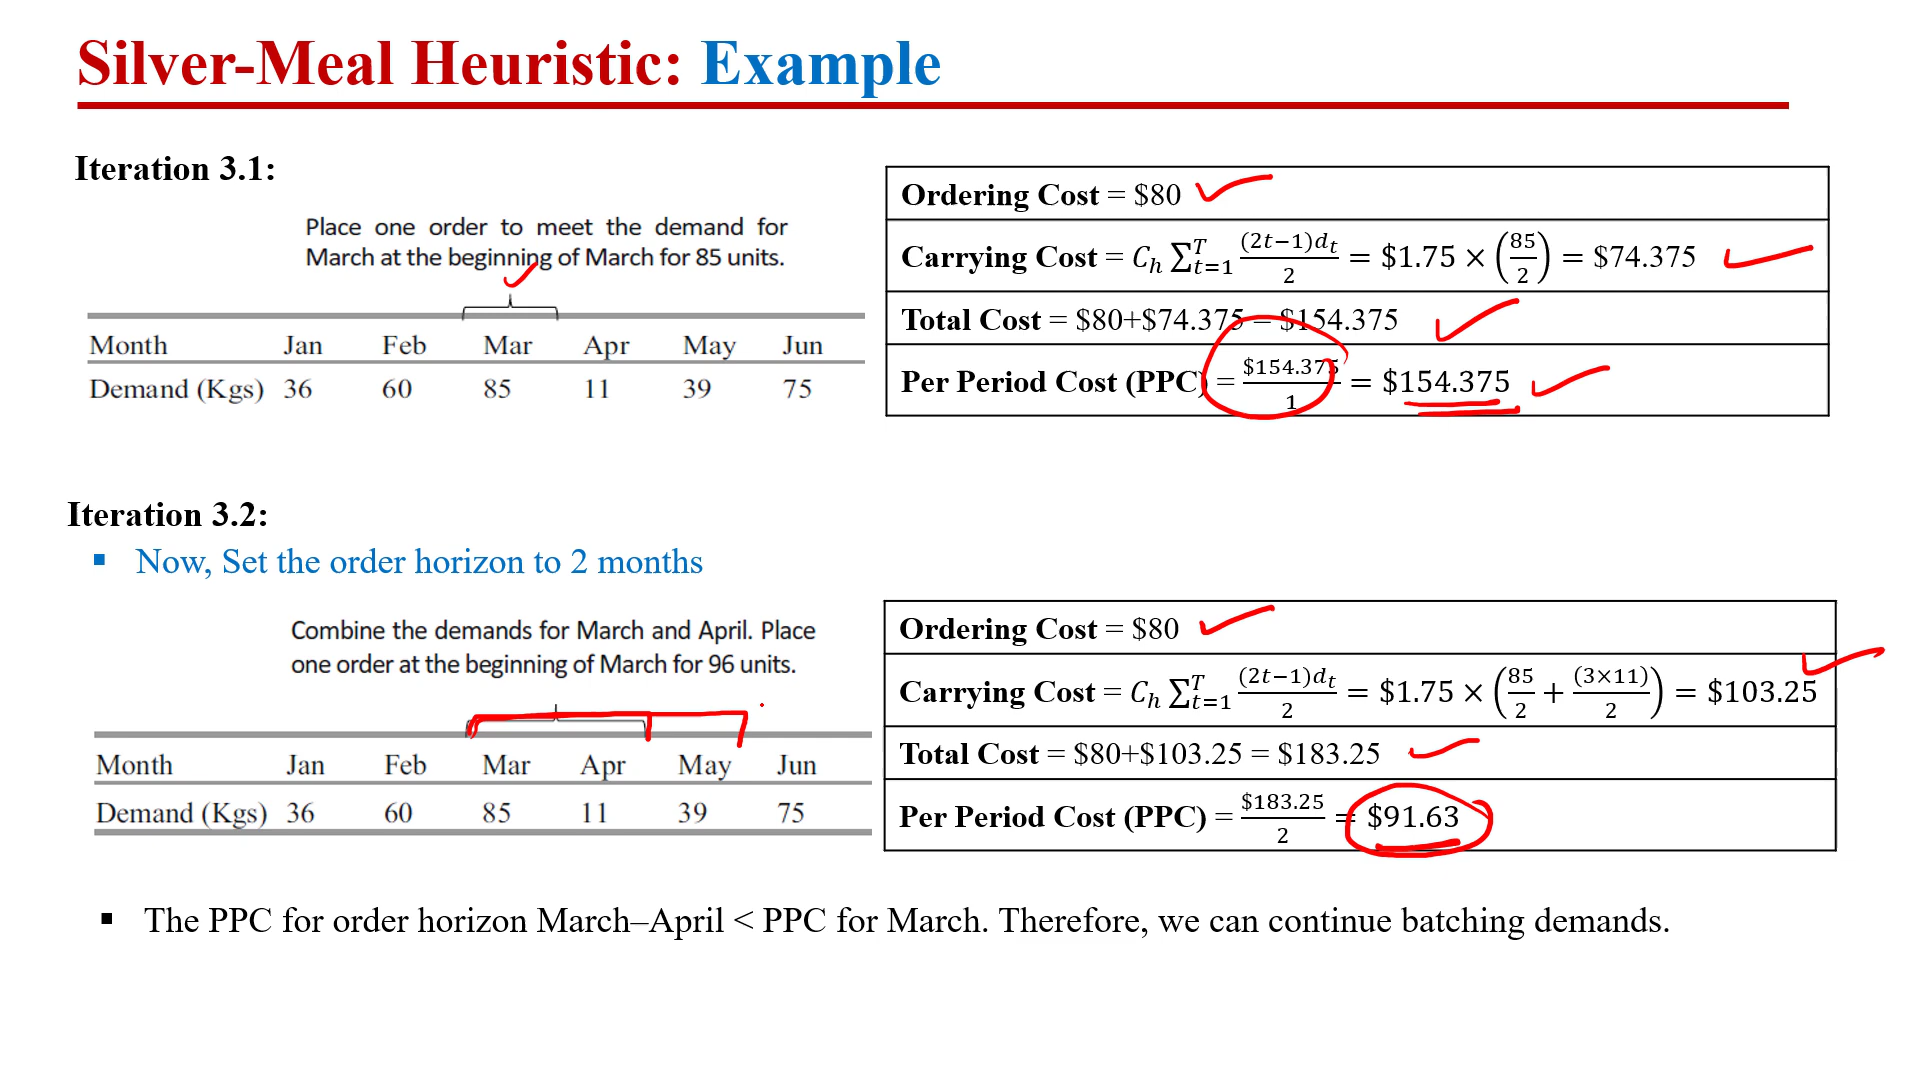 Silver-Meal Heuristic: Example
Iteration 3.1:
Place one order to meet the demand for
March at the beginning of March for 85 units.
Month Jan Feb Mar Apr May Jun
Demand (Kgs) 36 60 85 11 39 75
Ordering Cost = $80
Carrying Cost = C_h ∑_{t=1}^{T} (2t−1)d_t/2 = $1.75 × (85/2) = $74.375
Total Cost = $80+$74.375 = $154.375
Per Period Cost (PPC) = $154.375/1 = $154.375
Iteration 3.2:
▪ Now, Set the order horizon to 2 months
Combine the demands for March and April. Place
one order at the beginning of March for 96 units.
Month Jan Feb Mar Apr May Jun
Demand (Kgs) 36 60 85 11 39 75
Ordering Cost = $80
Carrying Cost = C_h ∑_{t=1}^{T} (2t−1)d_t/2 = $1.75 × (85/2 + (3×11)/2) = $103.25
Total Cost = $80+$103.25 = $183.25
Per Period Cost (PPC) = $183.25/2 = $91.63
▪ The PPC for order horizon March–April < PPC for March. Therefore, we can continue batching demands.